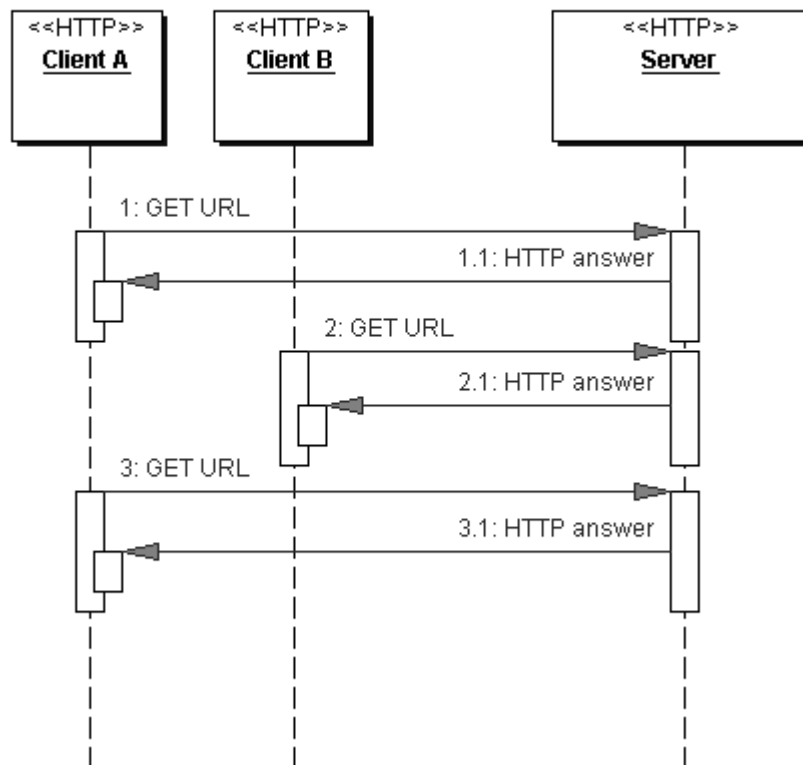 <<HTTP>>
Client A
<<HTTP>>
Client B
<<HTTP>>
Server
1: GET URL
1.1: HTTP answer
2: GET URL
2.1: HTTP answer
3: GET URL
3.1: HTTP answer